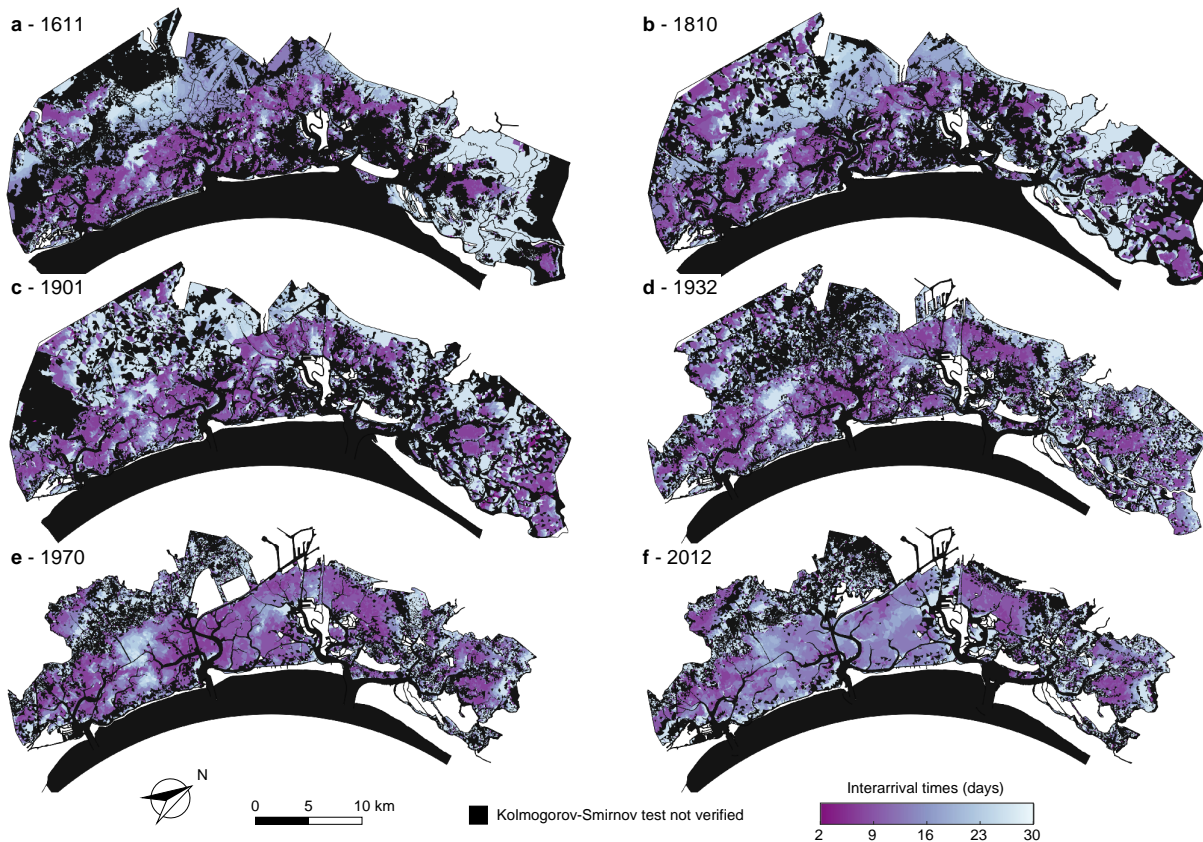 a - 1611
b - 1810
c - 1901
d - 1932
e - 1970
f - 2012
N
0 5 10 km
Kolmogorov-Smirnov test not verified
Interarrival times (days)
2 9 16 23 30